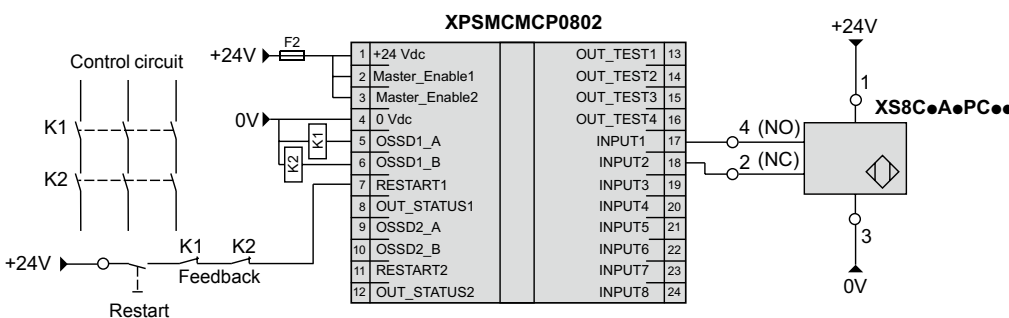 XPSMCMCP0802
+24V
F2
Control circuit
K1
K2
0V
K1
K2
1 +24 Vdc
2 Master_Enable1
3 Master_Enable2
4 0 Vdc
5 OSSD1_A
6 OSSD1_B
7 RESTART1
8 OUT_STATUS1
9 OSSD2_A
10 OSSD2_B
11 RESTART2
12 OUT_STATUS2
OUT_TEST1 13
OUT_TEST2 14
OUT_TEST3 15
OUT_TEST4 16
INPUT1 17
INPUT2 18
INPUT3 19
INPUT4 20
INPUT5 21
INPUT6 22
INPUT7 23
INPUT8 24
+24V
1
XS8C●A●PC●●
4 (NO)
2 (NC)
3
0V
K1 K2
+24V
Feedback
Restart